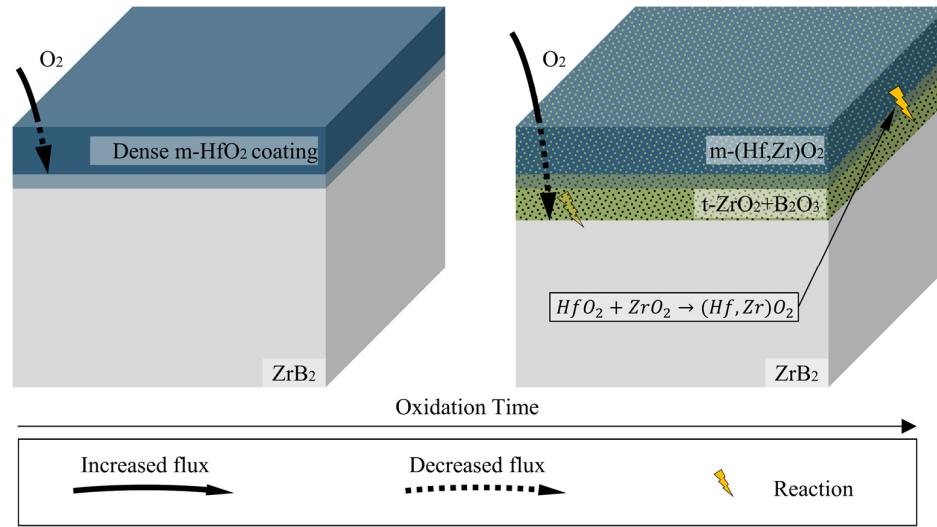 O₂
Dense m-HfO₂ coating
ZrB₂
O₂
m-(Hf,Zr)O₂
t-ZrO₂+B₂O₃
HfO₂ + ZrO₂ → (Hf, Zr)O₂
ZrB₂
Oxidation Time
Increased flux
Decreased flux
Reaction